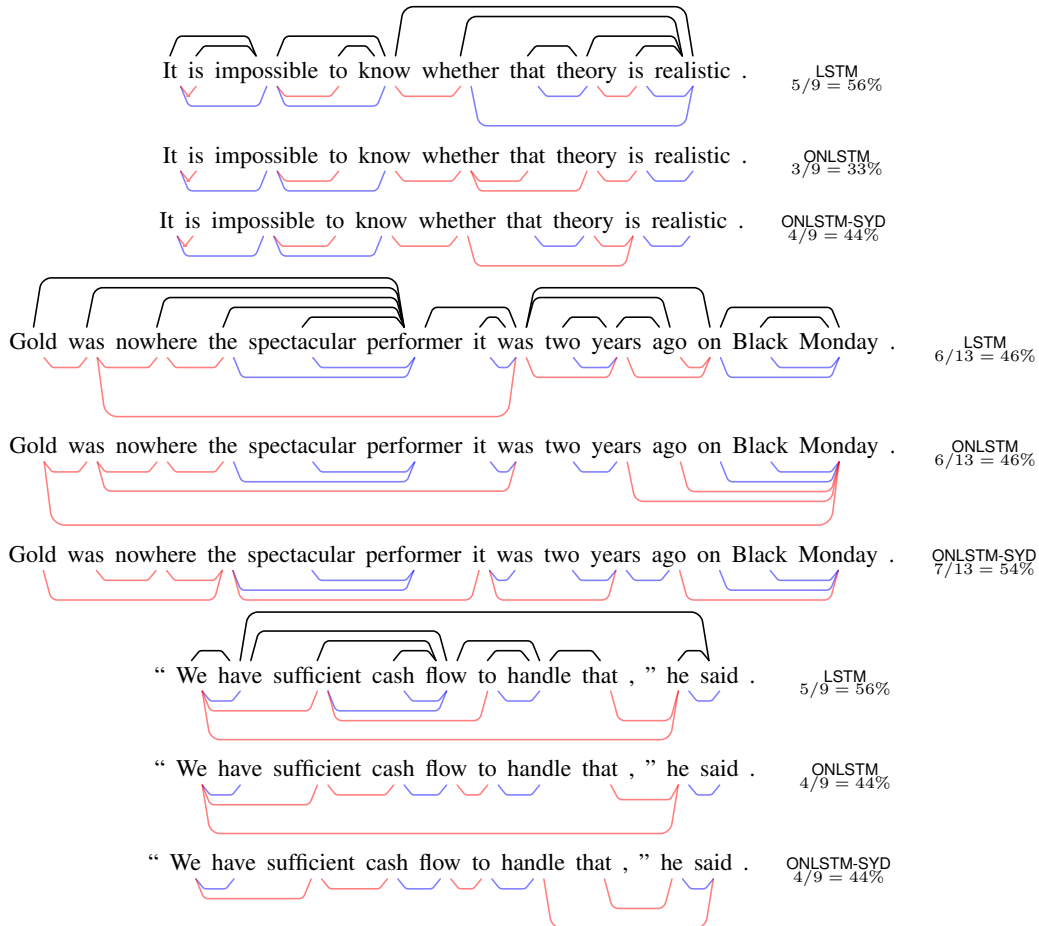 It is impossible to know whether that theory is realistic . LSTM
5/9 = 56%
It is impossible to know whether that theory is realistic . ONLSTM
3/9 = 33%
It is impossible to know whether that theory is realistic . ONLSTM-SYD
4/9 = 44%
Gold was nowhere the spectacular performer it was two years ago on Black Monday . LSTM
6/13 = 46%
Gold was nowhere the spectacular performer it was two years ago on Black Monday . ONLSTM
6/13 = 46%
Gold was nowhere the spectacular performer it was two years ago on Black Monday . ONLSTM-SYD
7/13 = 54%
“ We have sufficient cash flow to handle that , ” he said . LSTM
5/9 = 56%
“ We have sufficient cash flow to handle that , ” he said . ONLSTM
4/9 = 44%
“ We have sufficient cash flow to handle that , ” he said . ONLSTM-SYD
4/9 = 44%